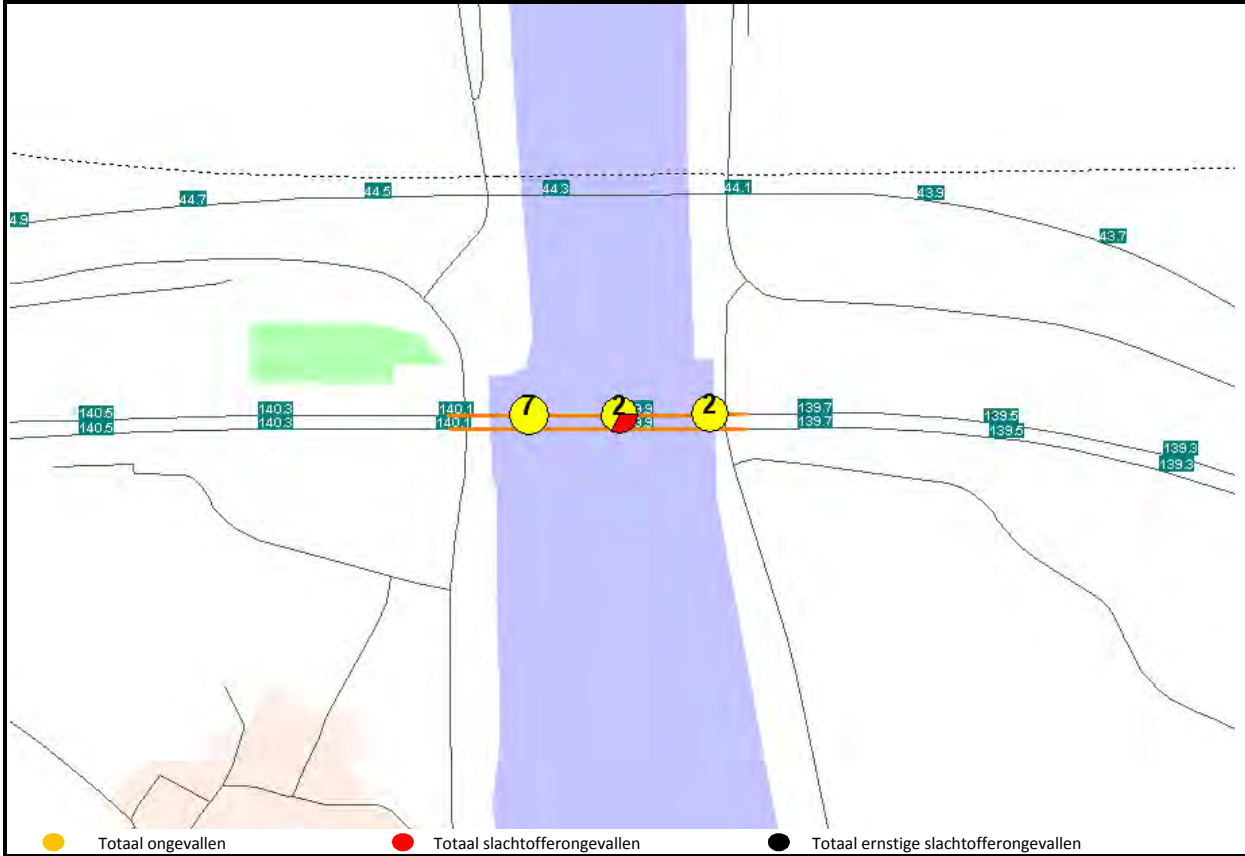 44.7 44.5 44.3 44.1 43.9
4.9 43.7
140.5 140.3 140.1 7 2 9.9 2 139.7 139.5
140.5 140.3 140.1 139.7 139.5
139.3
139.3
Totaal ongevallen Totaal slachtofferongevallen Totaal ernstige slachtofferongevallen